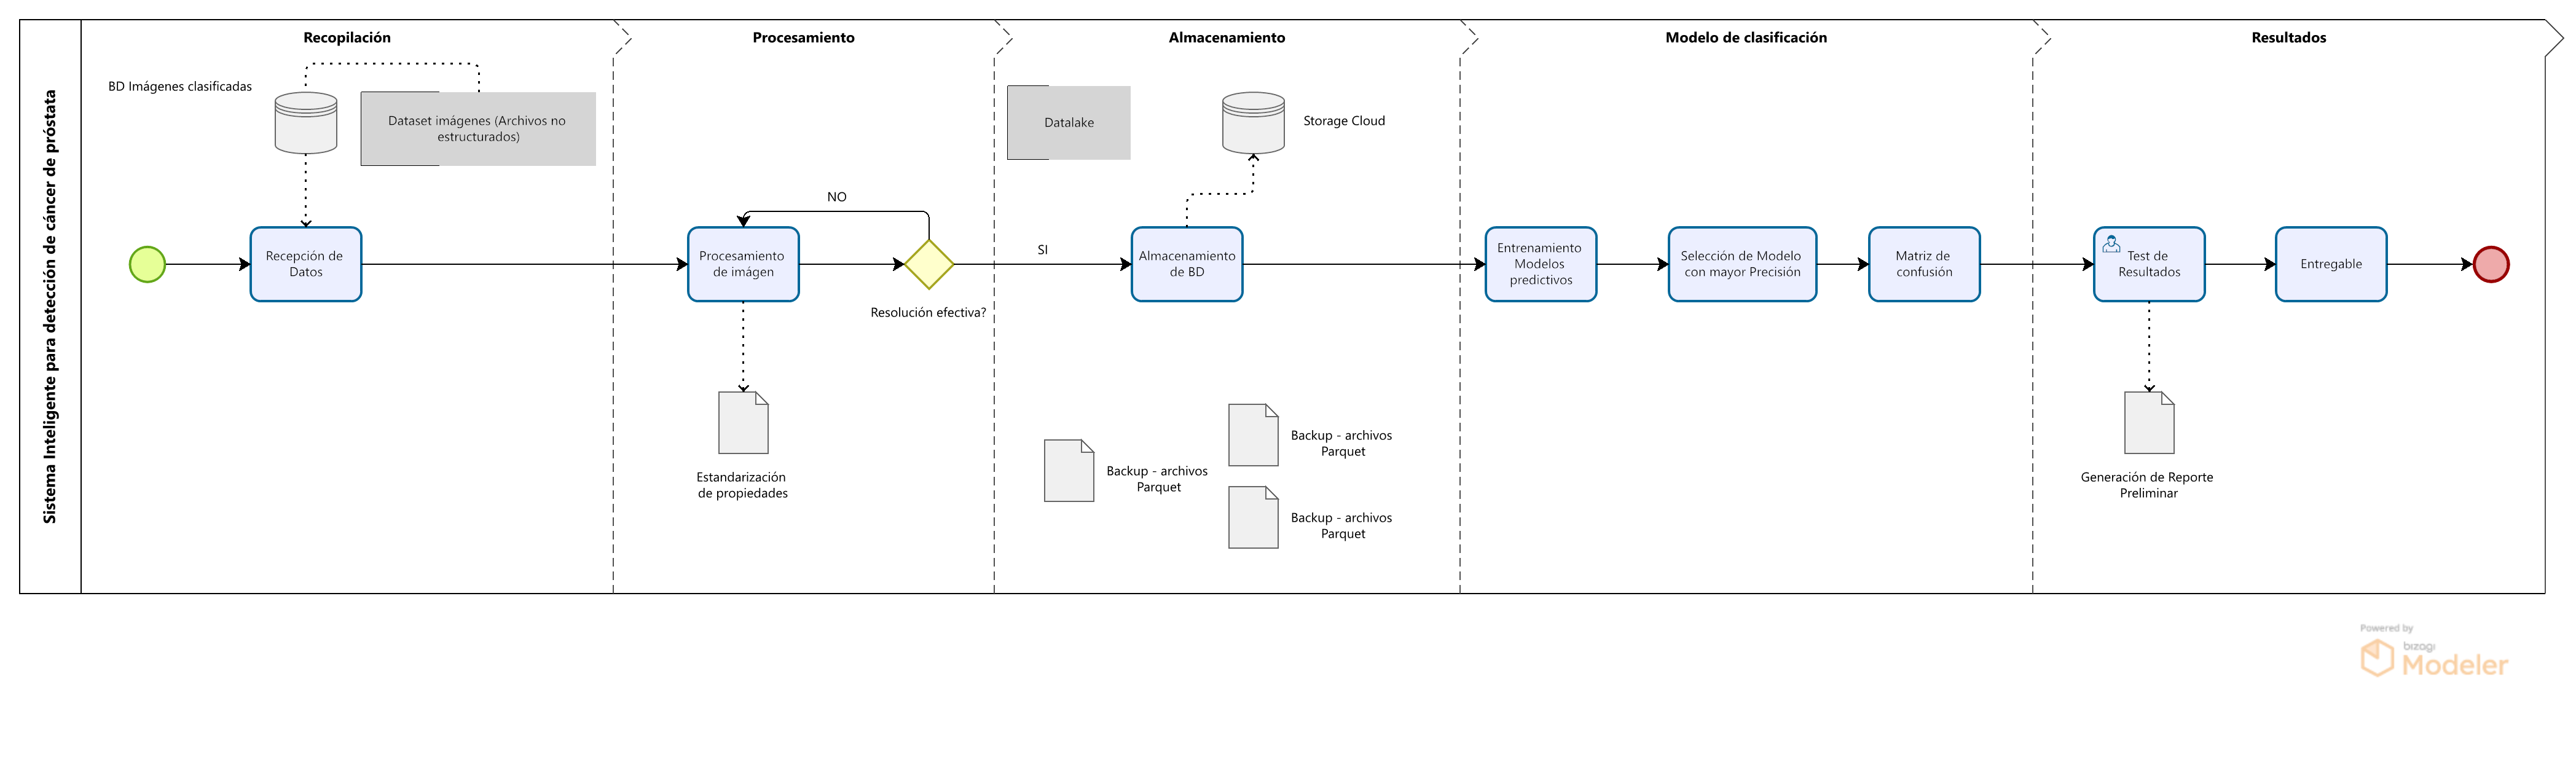 Sistema Inteligente para detección de cáncer de próstata
Recopilación
Procesamiento
Almacenamiento
Modelo de clasificación
Resultados
BD Imágenes clasificadas
Dataset imágenes (Archivos no
estructurados)
Datalake
Storage Cloud
NO
SI
Recepción de
Datos
Procesamiento
de imágen
Resolución efectiva?
Almacenamiento
de BD
Entrenamiento
Modelos
predictivos
Selección de Modelo
con mayor Precisión
Matriz de
confusión
Test de
Resultados
Entregable
Estandarización
de propiedades
Backup - archivos
Parquet
Backup - archivos
Parquet
Backup - archivos
Parquet
Generación de Reporte
Preliminar
Powered by
bizagi
Modeler